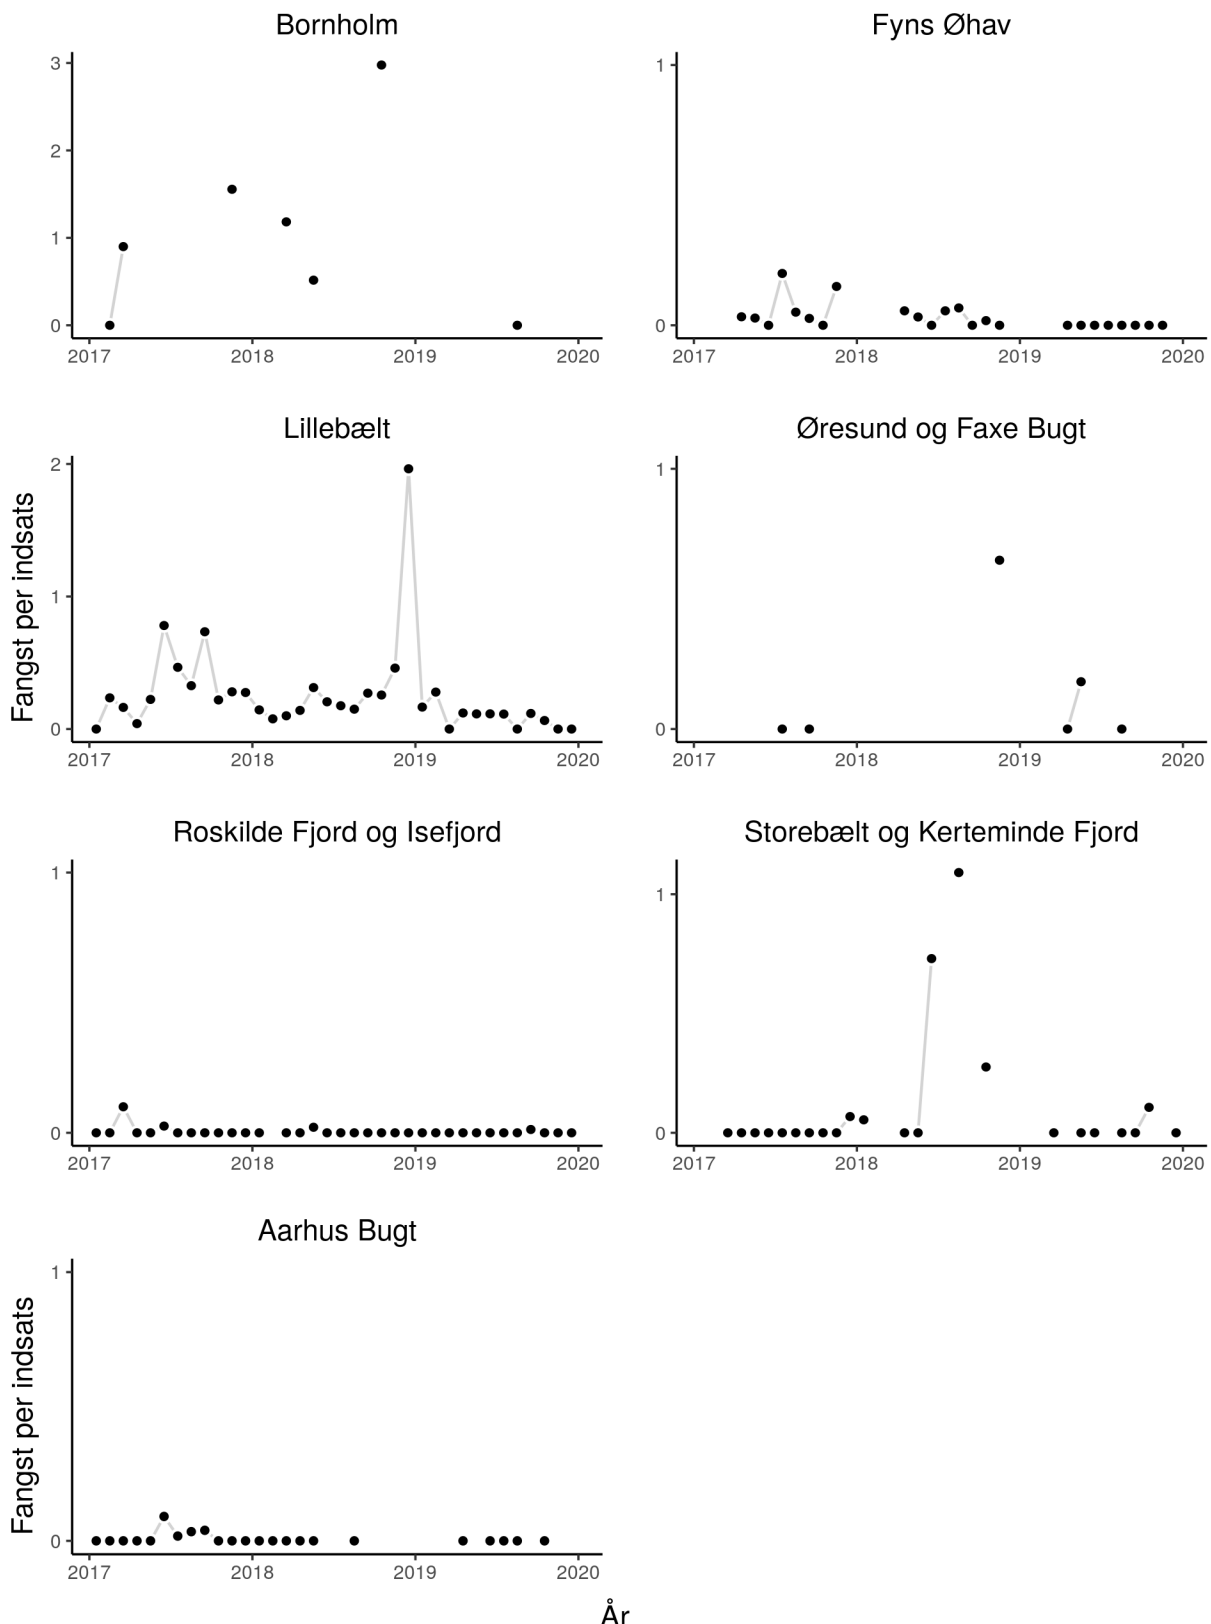 Bornholm
3
2
1
0
2017 2018 2019 2020
Fyns Øhav
1
0
2017 2018 2019 2020
Lillebælt
Fangst per indsats
2
1
0
2017 2018 2019 2020
Øresund og Faxe Bugt
1
0
2017 2018 2019 2020
Roskilde Fjord og Isefjord
1
0
2017 2018 2019 2020
Storebælt og Kerteminde Fjord
1
0
2017 2018 2019 2020
Aarhus Bugt
Fangst per indsats
1
0
2017 2018 2019 2020
År